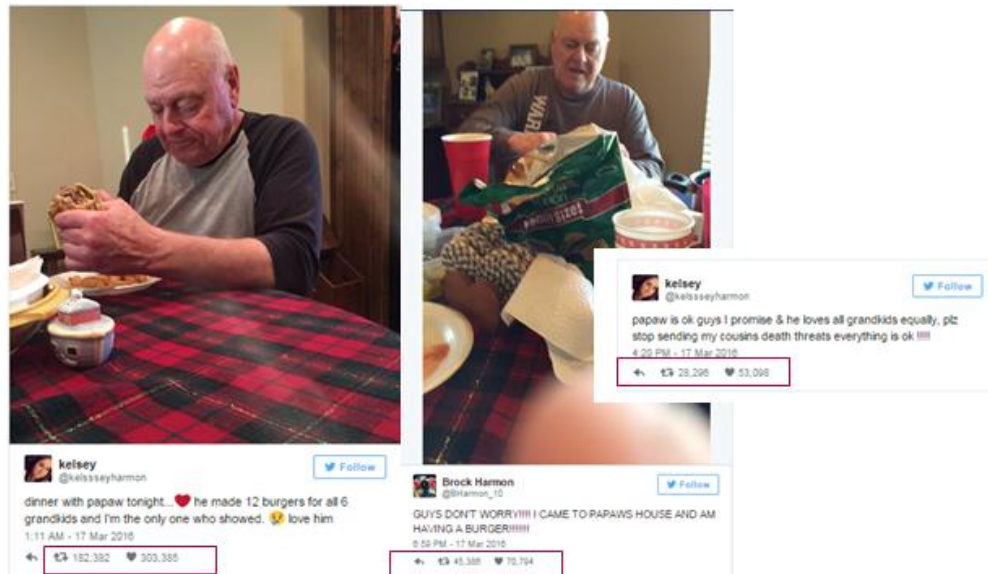 WAR
kelsey
Follow
@kelssseyharmon
dinner with papaw tonight...❤ he made 12 burgers for all 6
grandkids and I'm the only one who showed. 😢 love him
1:11 AM - 17 Mar 2016
192,382 303,385
Brock Harmon
Follow
@BHarmon_10
GUYS DON'T WORRY!!!!! I CAME TO PAPAWS HOUSE AND AM
HAVING A BURGER!!!!!!!
6:59 PM - 17 Mar 2016
45,386 70,794
kelsey
Follow
@kelssseyharmon
papaw is ok guys I promise & he loves all grandkids equally, plz
stop sending my cousins death threats everything is ok !!!!!
4:20 PM - 17 Mar 2016
28,296 53,098